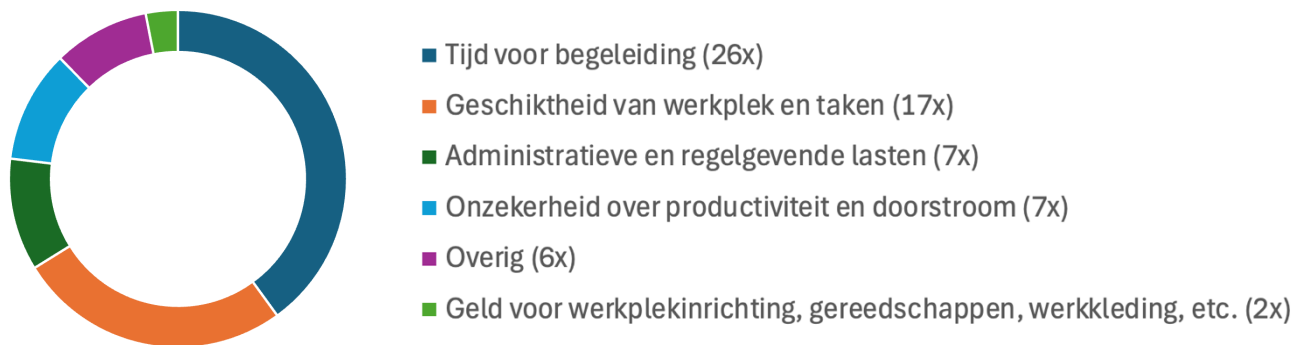 Tijd voor begeleiding (26x)
Geschiktheid van werkplek en taken (17x)
Administratieve en regelgevende lasten (7x)
Onzekerheid over productiviteit en doorstroom (7x)
Overig (6x)
Geld voor werkplekinrichting, gereedschappen, werkkleding, etc. (2x)